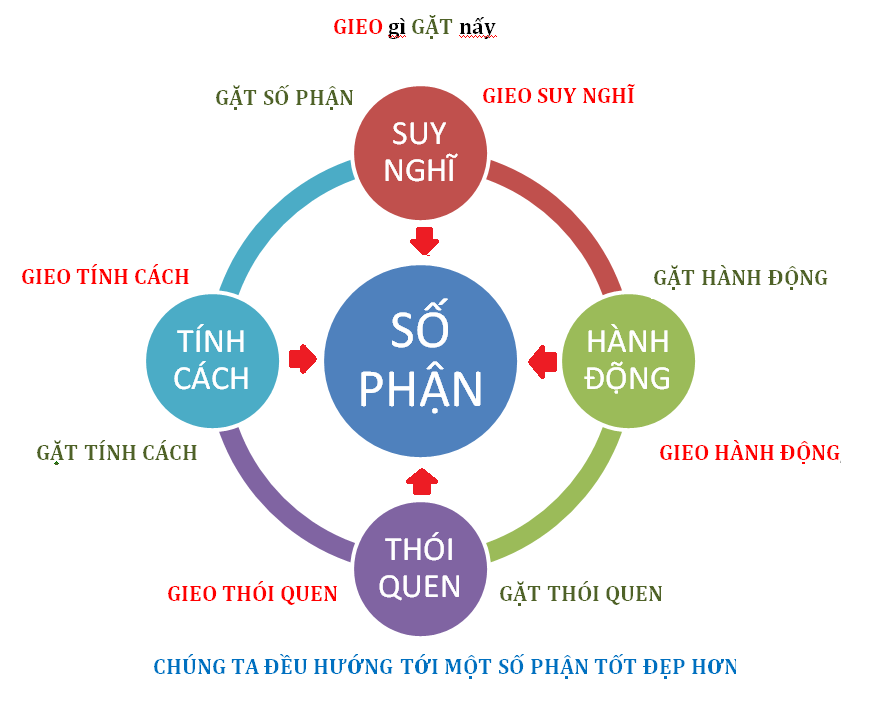 GIEO gì GẶT nấy
GẶT SỐ PHẬN
GIEO SUY NGHĨ
SUY
NGHĨ
GIEO TÍNH CÁCH
GẶT HÀNH ĐỘNG
TÍNH
CÁCH
SỐ
PHẬN
HÀNH
ĐỘNG
GẶT TÍNH CÁCH
GIEO HÀNH ĐỘNG
THÓI
QUEN
GIEO THÓI QUEN
GẶT THÓI QUEN
CHÚNG TA ĐỀU HƯỚNG TỚI MỘT SỐ PHẬN TỐT ĐẸP HƠN